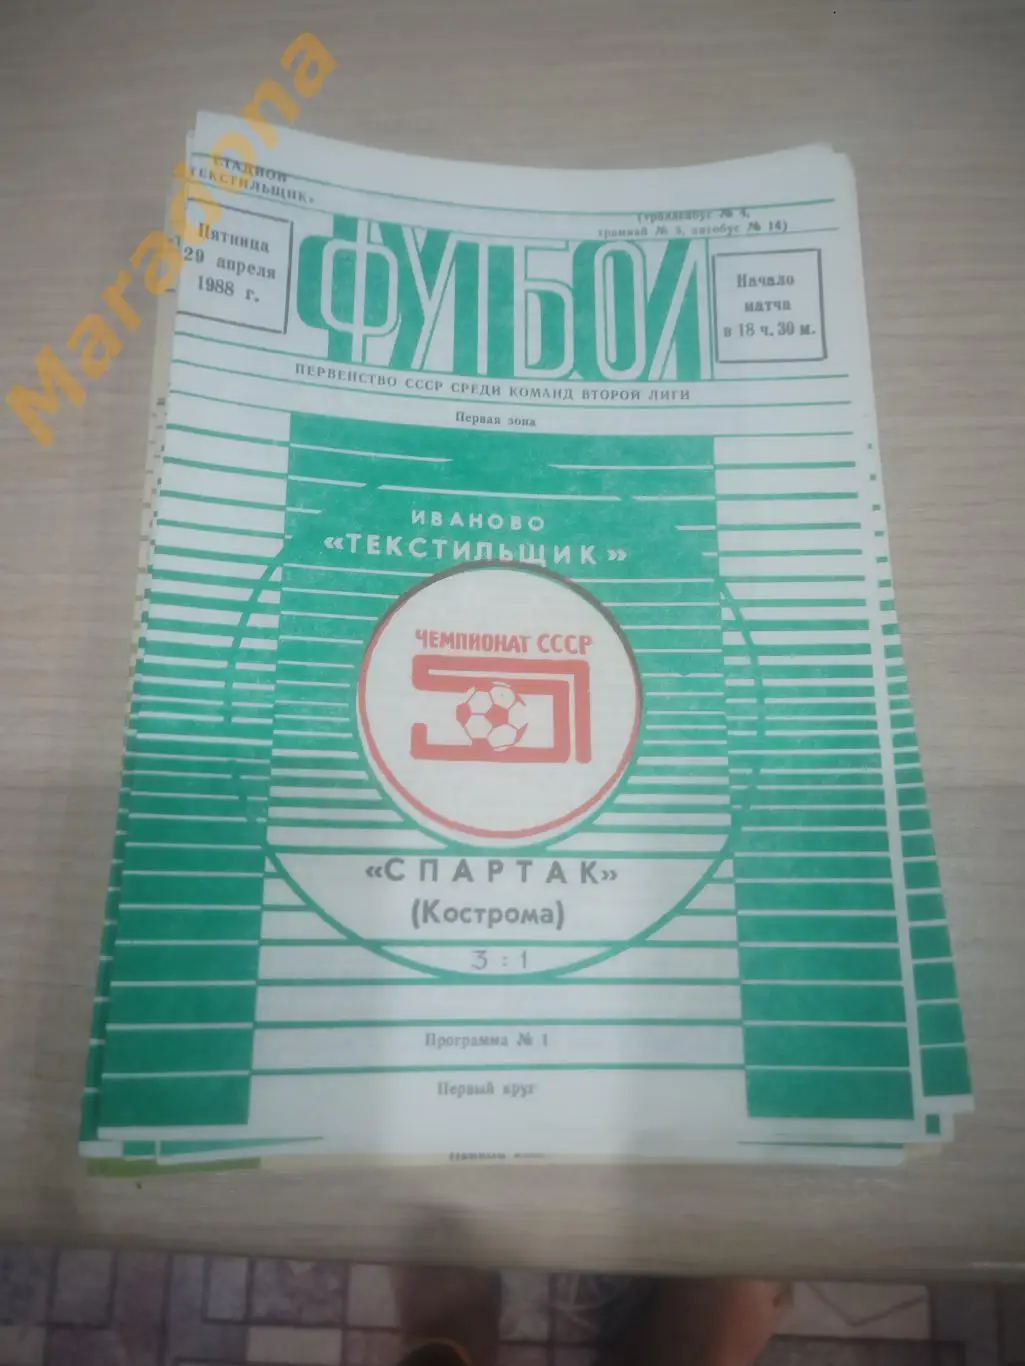 Maradona
СТАДИОН
ТЕКСТИЛЬЩИК»
(троллейбус № 4,
трамвай № 5, автобус № 14)
Пятница
29 апреля
1988 г.
ФУТБОЛ
Начало
матча
в 18 ч. 30 м.
ПЕРВЕНСТВО СССР СРЕДИ КОМАНД ВТОРОЙ ЛИГИ
Первая зона
ИВАНОВО
«ТЕКСТИЛЬЩИК»
ЧЕМПИОНАТ СССР
51
«СПАРТАК»
(Кострома)
3 : 1
Программа № 1
Первый круг